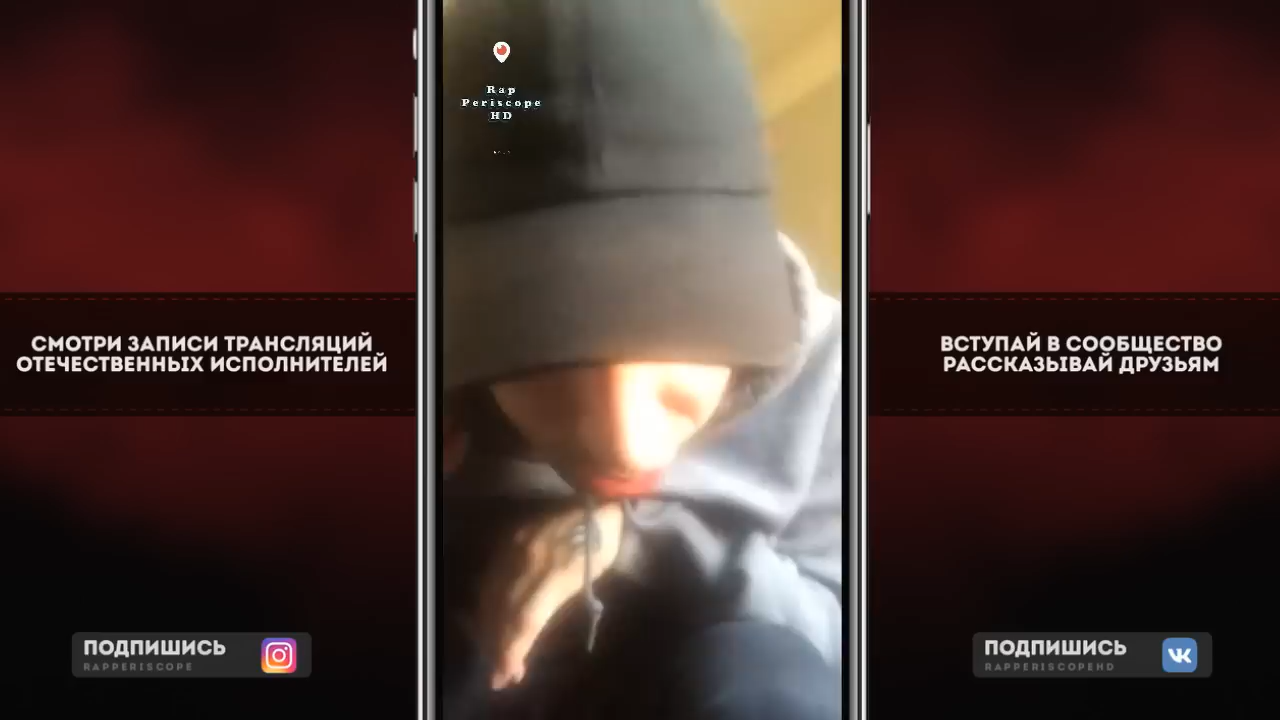 Rap
Periscope
HD
СМОТРИ ЗАПИСИ ТРАНСЛЯЦИЙ
ОТЕЧЕСТВЕННЫХ ИСПОЛНИТЕЛЕЙ
ВСТУПАЙ В СООБЩЕСТВО
РАССКАЗЫВАЙ ДРУЗЬЯМ
ПОДПИШИСЬ
RAPPERISCOPE
ПОДПИШИСЬ
RAPPERISCOPEHD